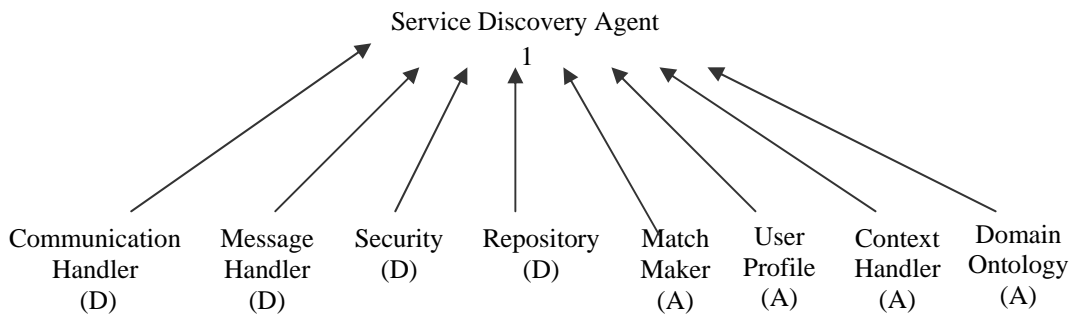 Service Discovery Agent
1
Communication
Handler
(D)
Message
Handler
(D)
Security
(D)
Repository
(D)
Match
Maker
(A)
User
Profile
(A)
Context
Handler
(A)
Domain
Ontology
(A)